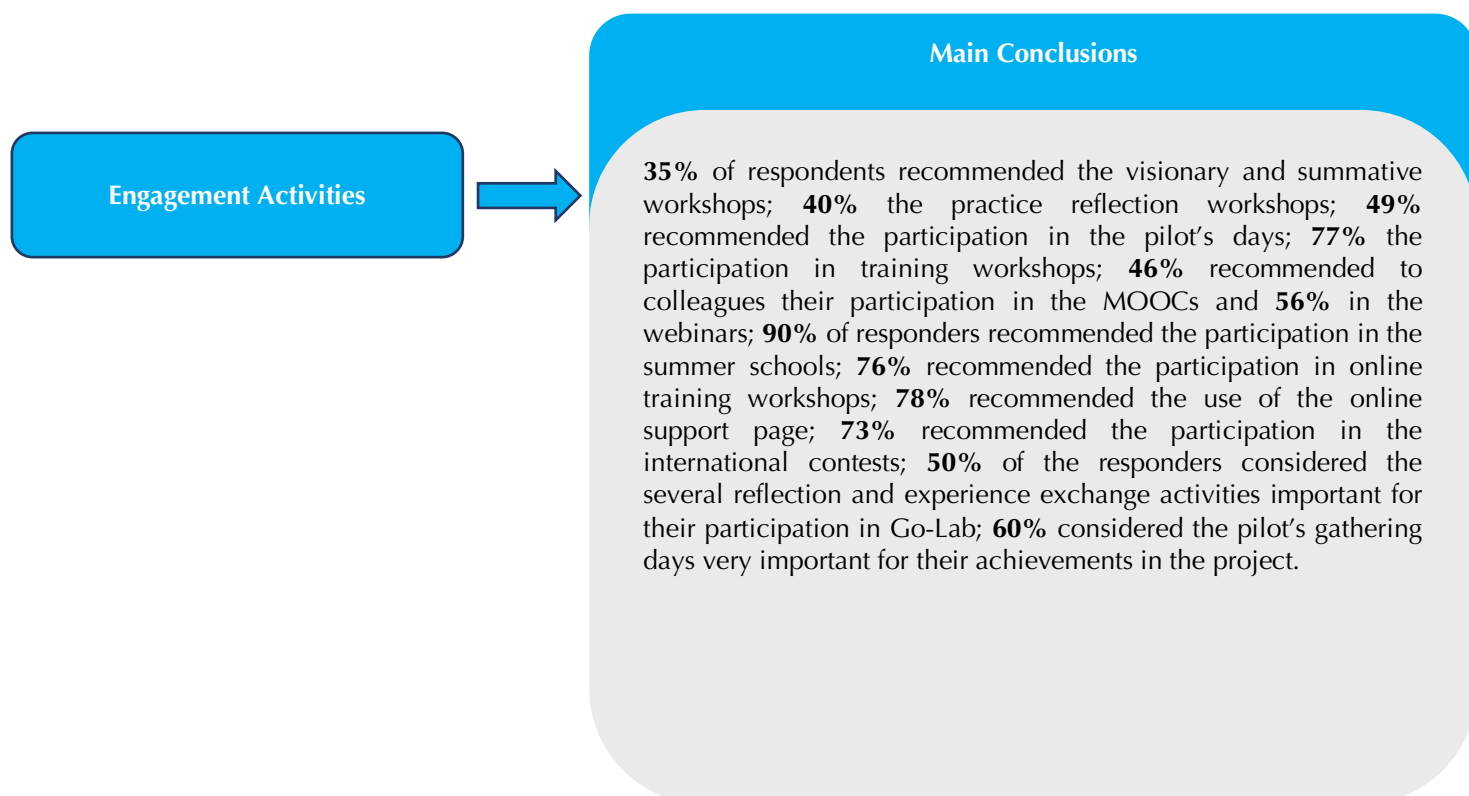 Main Conclusions
Engagement Activities
35% of respondents recommended the visionary and summative
workshops; 40% the practice reflection workshops; 49%
recommended the participation in the pilot’s days; 77% the
participation in training workshops; 46% recommended to
colleagues their participation in the MOOCs and 56% in the
webinars; 90% of responders recommended the participation in the
summer schools; 76% recommended the participation in online
training workshops; 78% recommended the use of the online
support page; 73% recommended the participation in the
international contests; 50% of the responders considered the
several reflection and experience exchange activities important for
their participation in Go-Lab; 60% considered the pilot’s gathering
days very important for their achievements in the project.